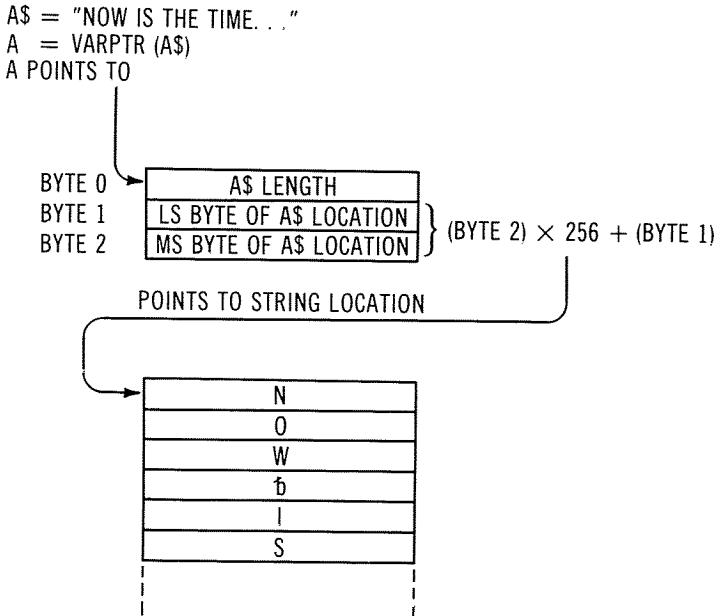 A$ = "NOW IS THE TIME. . ."
A = VARPTR (A$)
A POINTS TO
BYTE 0 A$ LENGTH
BYTE 1 LS BYTE OF A$ LOCATION
BYTE 2 MS BYTE OF A$ LOCATION
(BYTE 2) × 256 + (BYTE 1)
POINTS TO STRING LOCATION
N
O
W
ƀ
I
S